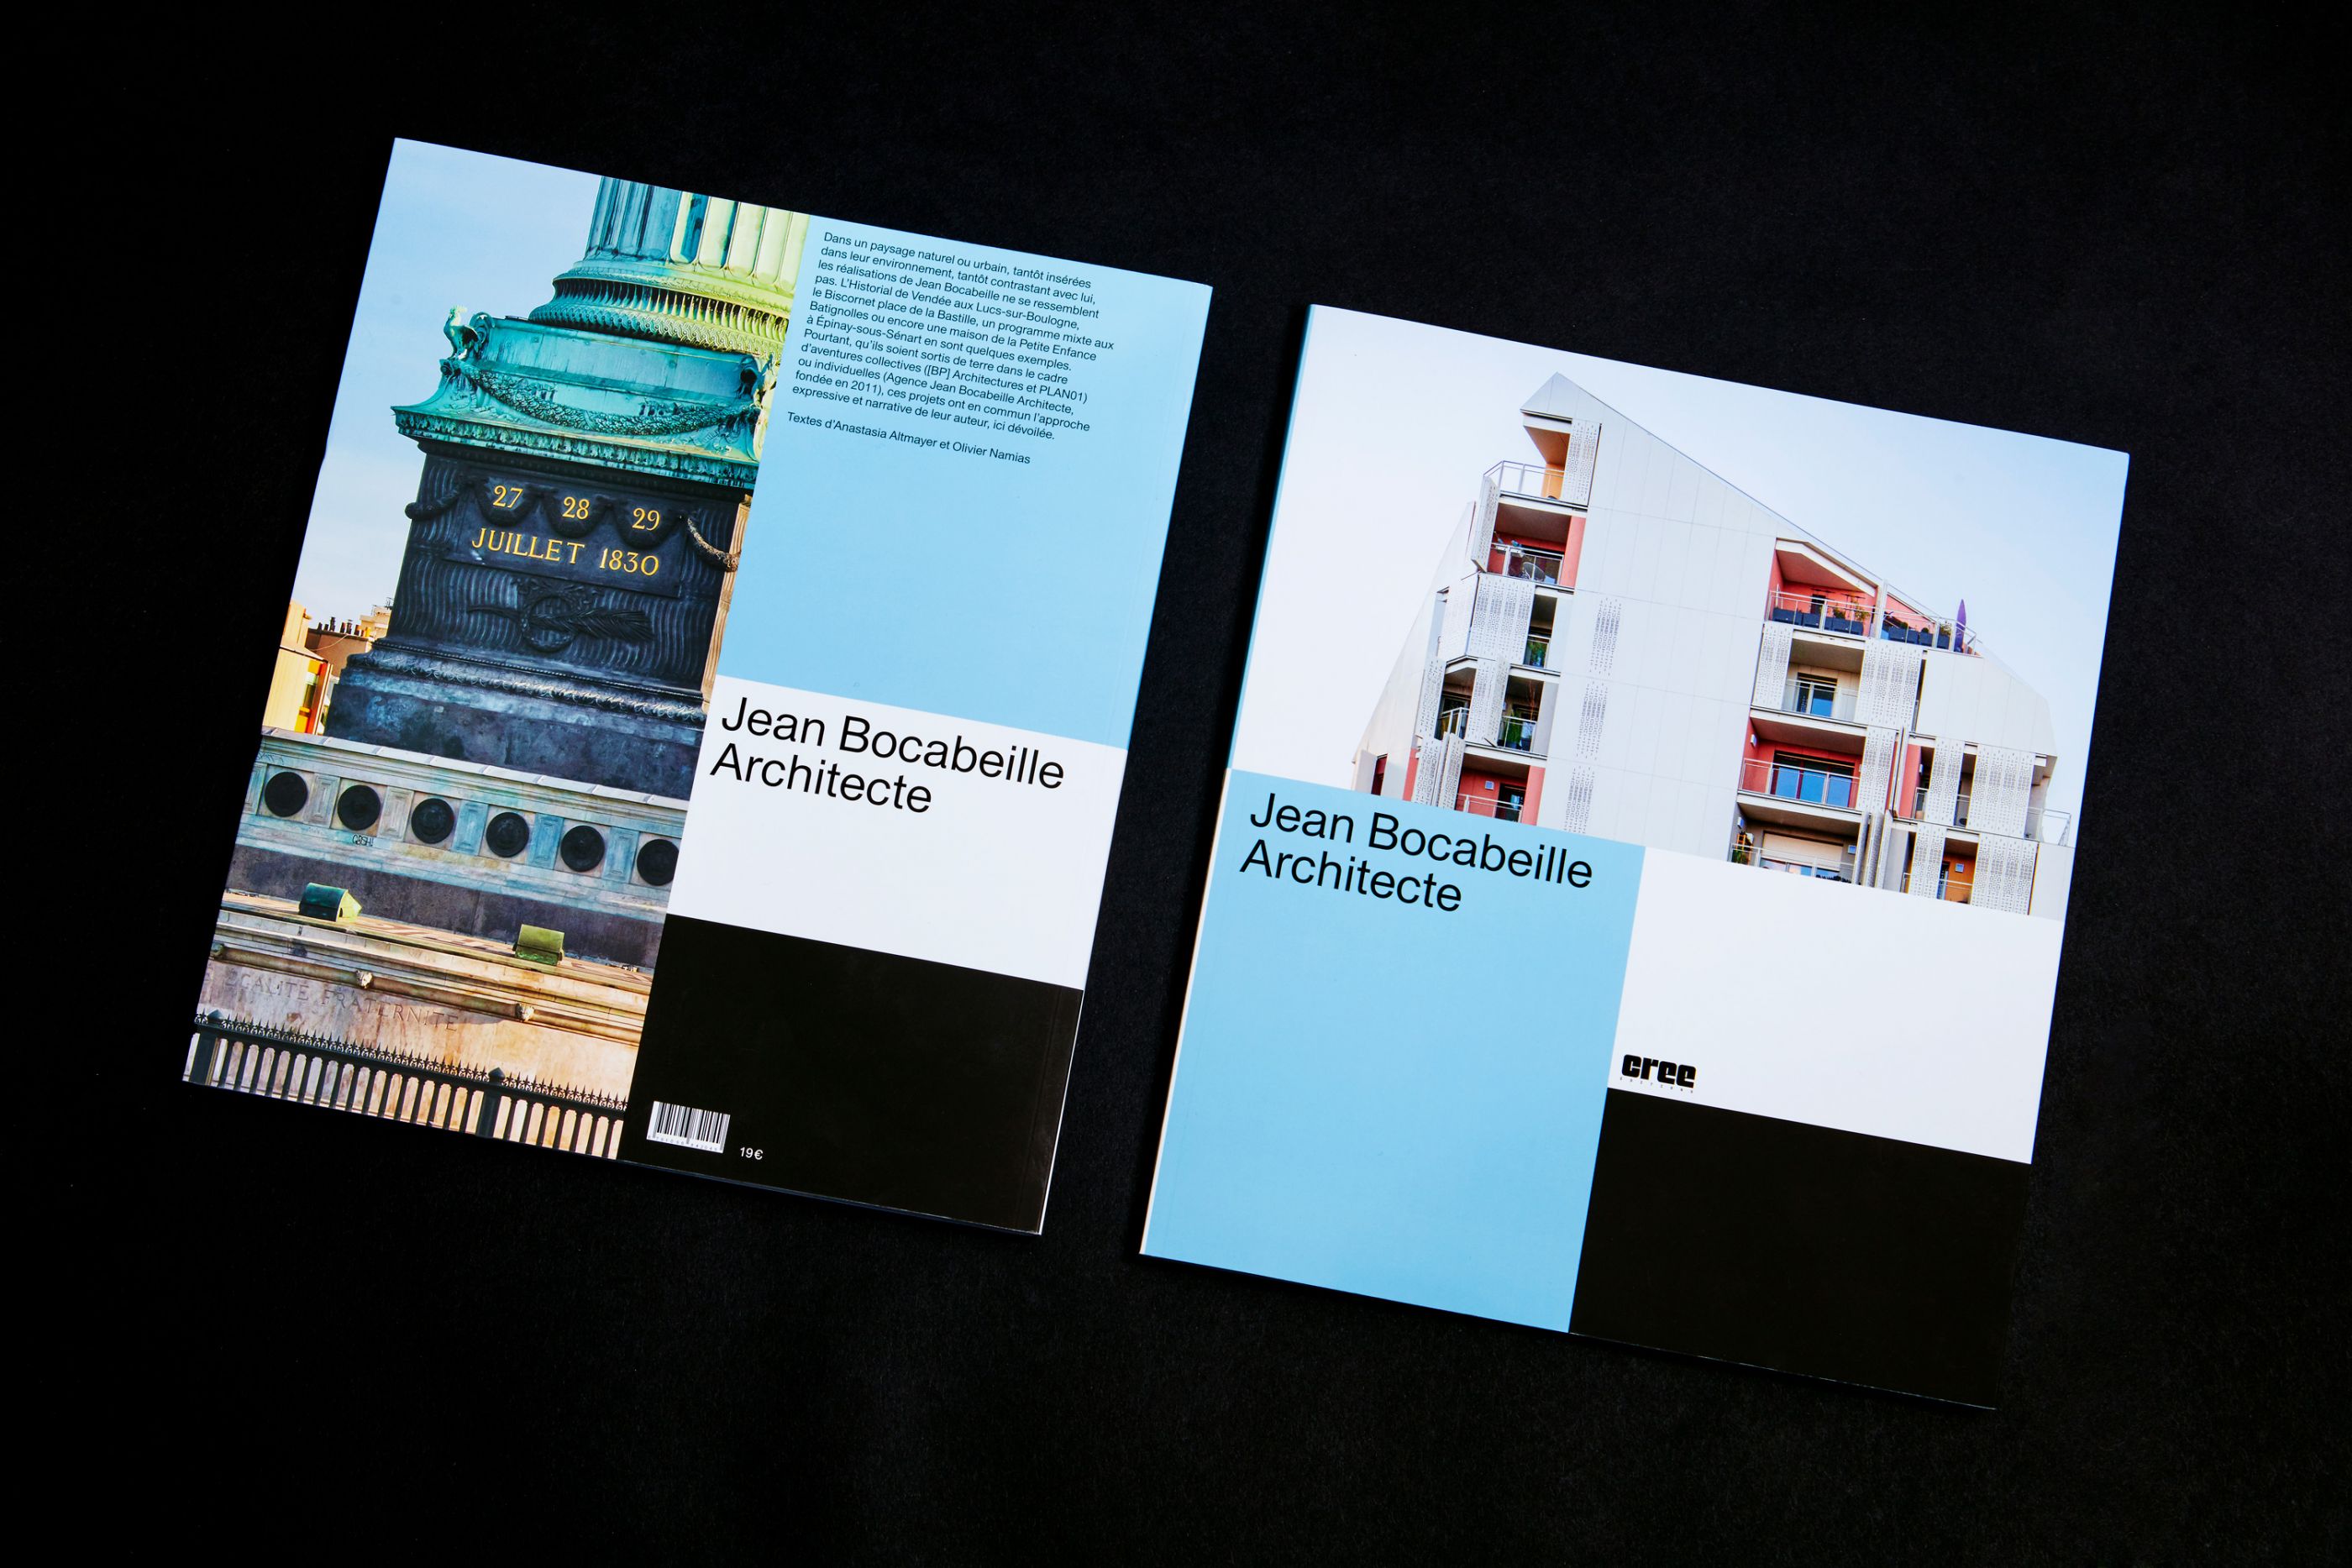 Dans un paysage naturel ou urbain, tantôt insérées
dans leur environnement, tantôt contrastant avec lui,
les réalisations de Jean Bocabeille ne se ressemblent
pas. L'Historial de Vendée aux Lucs-sur-Boulogne,
le Biscornet place de la Bastille, un programme mixte aux
Batignolles ou encore une maison de la Petite Enfance
à Épinay-sous-Sénart en sont quelques exemples.
Pourtant, qu'ils soient sortis de terre dans le cadre
d'aventures collectives ([BP] Architectures et PLAN01)
ou individuelles (Agence Jean Bocabeille Architecte,
fondée en 2011), ces projets ont en commun l'approche
expressive et narrative de leur auteur, ici dévoilée.
Textes d'Anastasia Altmayer et Olivier Namias
27 28 29
JUILLET 1830
ÉGALITÉ FRATERNITÉ
Jean Bocabeille
Architecte
19€
Jean Bocabeille
Architecte
cree